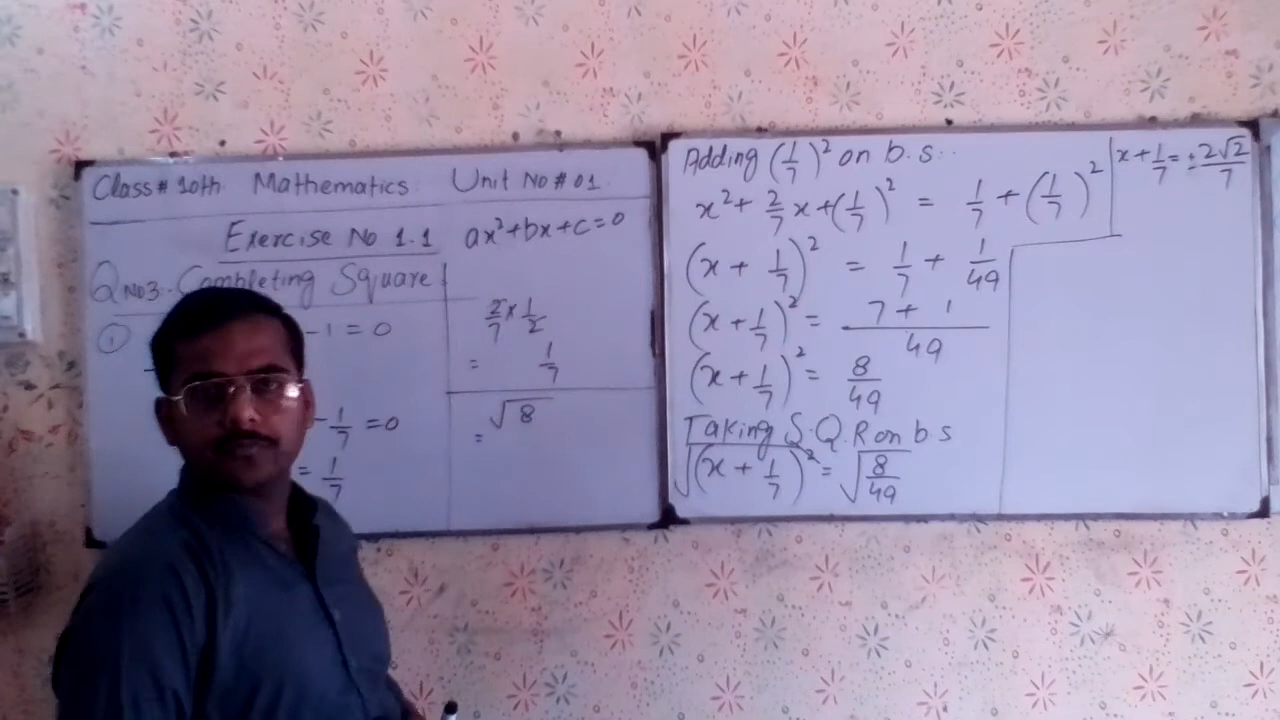 Class # 10th Mathematics Unit No # 01
Exercise No 1.1 ax²+bx+c=0
Q No3. Completing Square
① -1 = 0
2/7 × 1/2
= 1/7
- 1/7 = 0
= 1/7
√8
=
Adding (1/7)² on b.s..
x² + 2/7 x + (1/7)² = 1/7 + (1/7)²
(x + 1/7)² = 1/7 + 1/49
(x + 1/7)² = 7 + 1 / 49
(x + 1/7)² = 8/49
Taking S.Q.R on b.s
√(x + 1/7)² = √8/49
x + 1/7 = ± 2√2/7